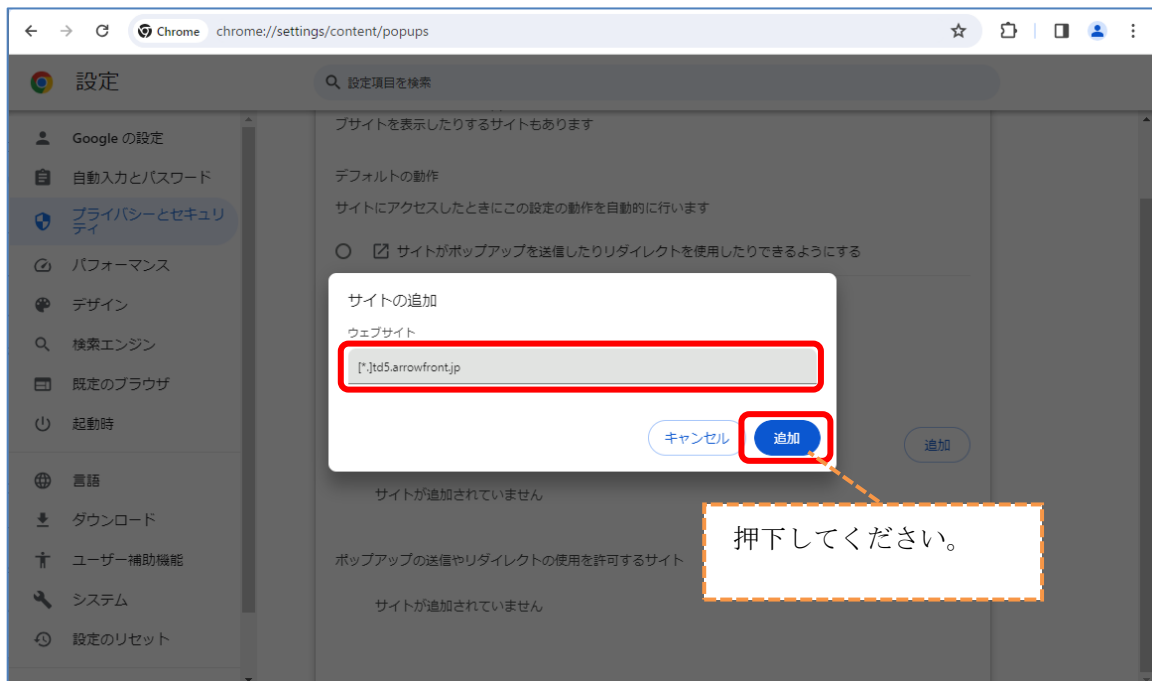 Chrome chrome://settings/content/popups
設定
設定項目を検索
Google の設定
自動入力とパスワード
プライバシーとセキュリ
ティ
パフォーマンス
デザイン
検索エンジン
既定のブラウザ
起動時
言語
ダウンロード
ユーザー補助機能
システム
設定のリセット
ブサイトを表示したりするサイトもあります
デフォルトの動作
サイトにアクセスしたときにこの設定の動作を自動的に行います
サイトがポップアップを送信したりリダイレクトを使用したりできるようにする
サイトの追加
ウェブサイト
[*.]td5.arrowfront.jp
キャンセル
追加
追加
サイトが追加されていません
押下してください。
ポップアップの送信やリダイレクトの使用を許可するサイト
サイトが追加されていません